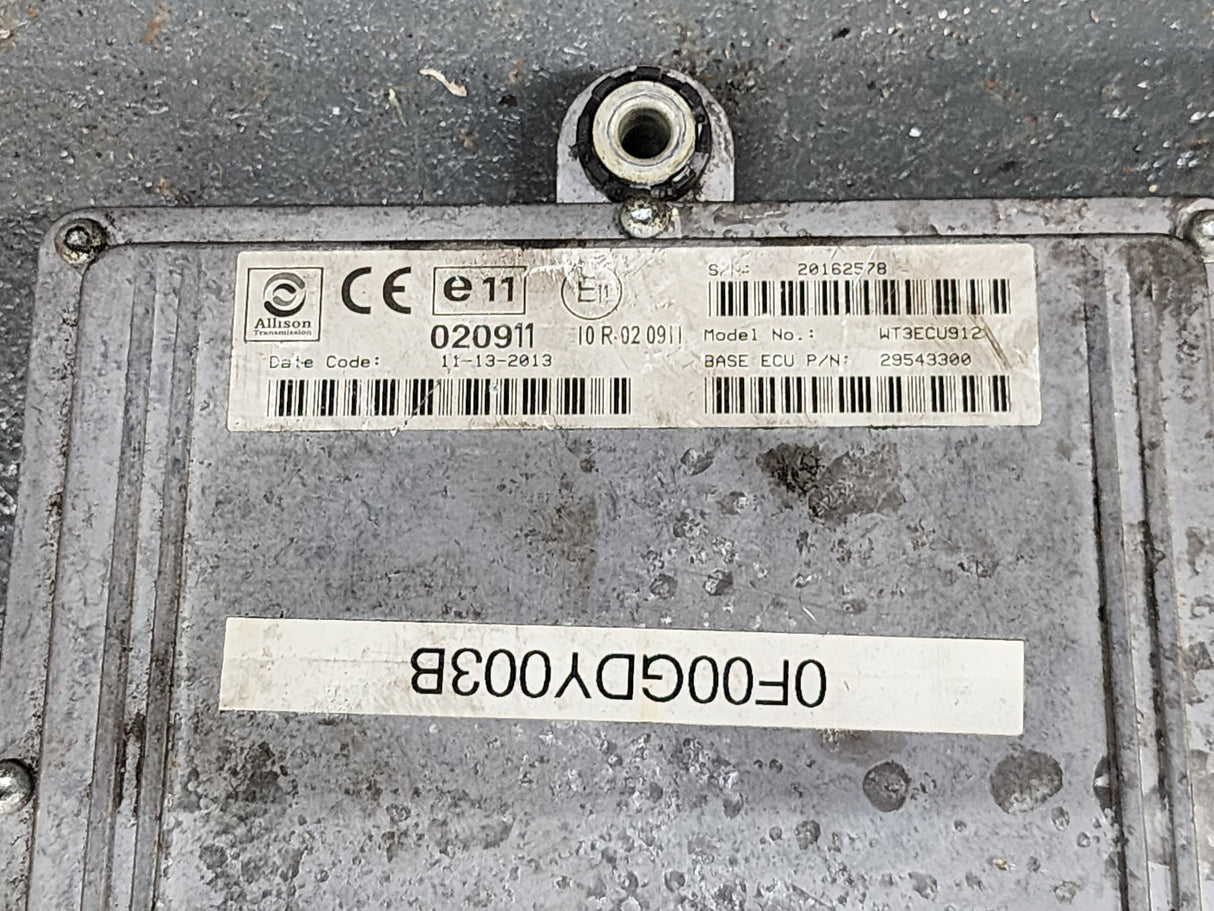 Allison
Transmission
CE
e11
E11
020911
10 R-02 0911
Date Code: 11-13-2013
S/N: 20162578
Model No.: WT3ECU912
BASE ECU P/N: 29543300
0F00GDY003B